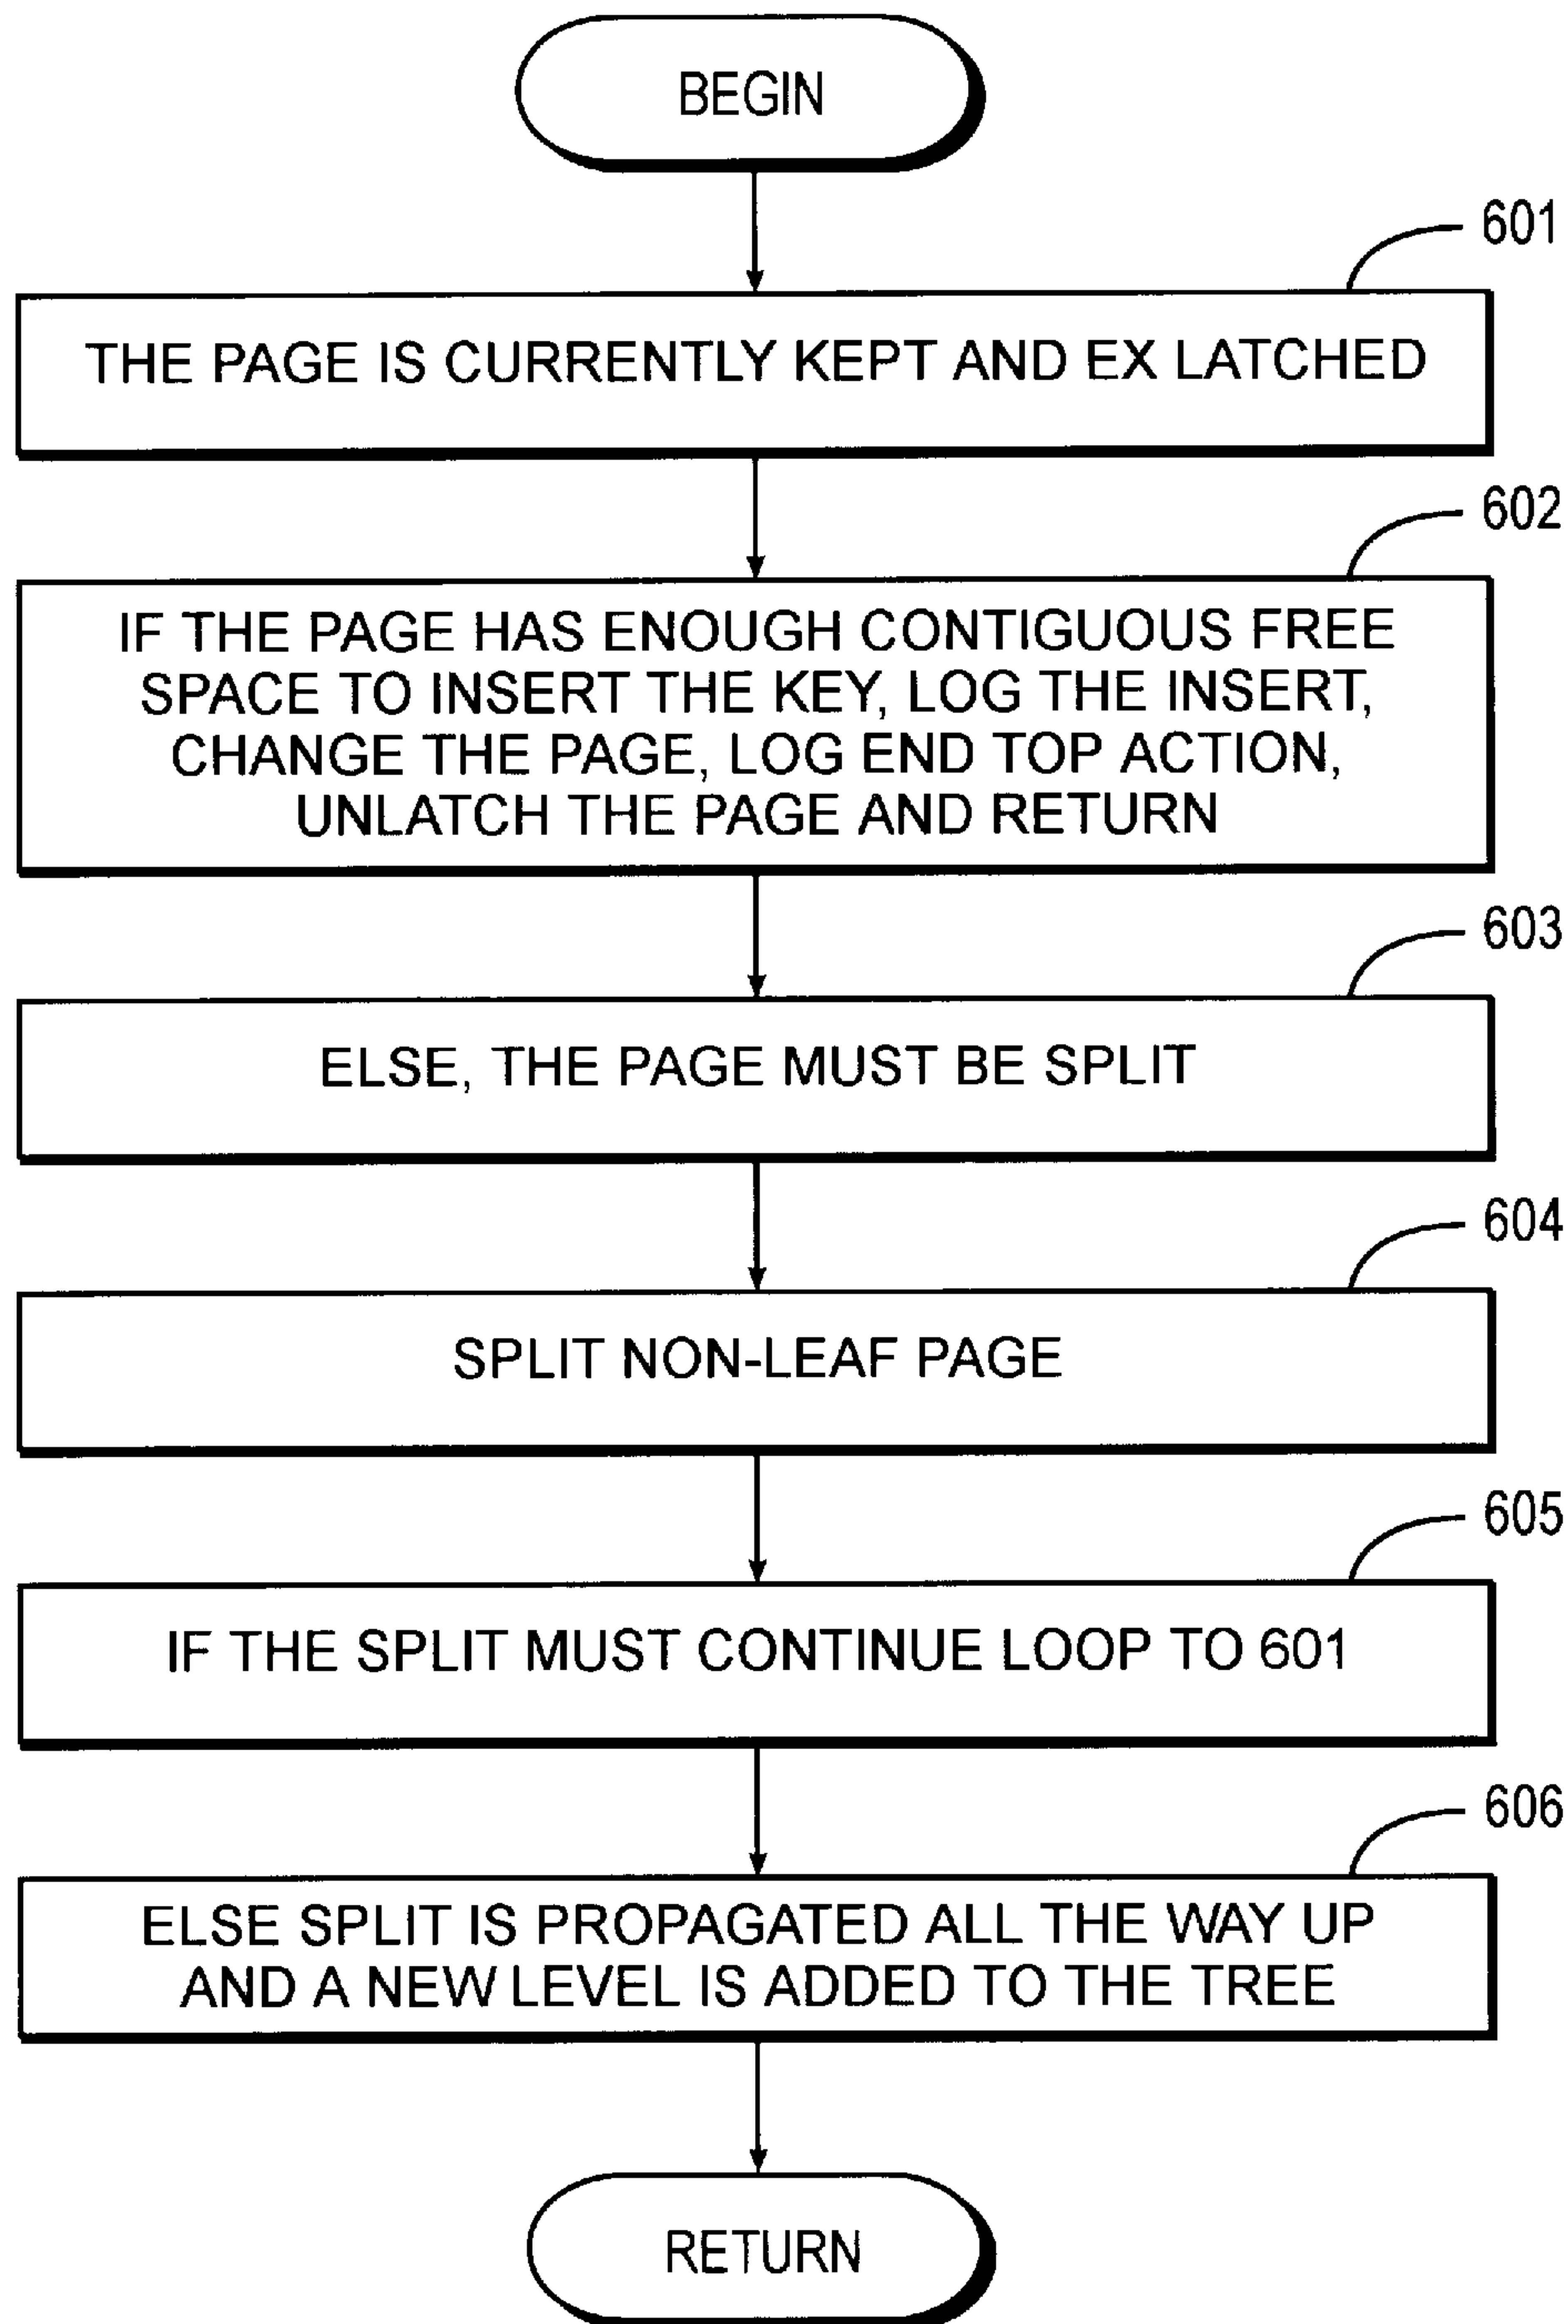 BEGIN
601
THE PAGE IS CURRENTLY KEPT AND EX LATCHED
602
IF THE PAGE HAS ENOUGH CONTIGUOUS FREE
SPACE TO INSERT THE KEY, LOG THE INSERT,
CHANGE THE PAGE, LOG END TOP ACTION,
UNLATCH THE PAGE AND RETURN
603
ELSE, THE PAGE MUST BE SPLIT
604
SPLIT NON-LEAF PAGE
605
IF THE SPLIT MUST CONTINUE LOOP TO 601
606
ELSE SPLIT IS PROPAGATED ALL THE WAY UP
AND A NEW LEVEL IS ADDED TO THE TREE
RETURN